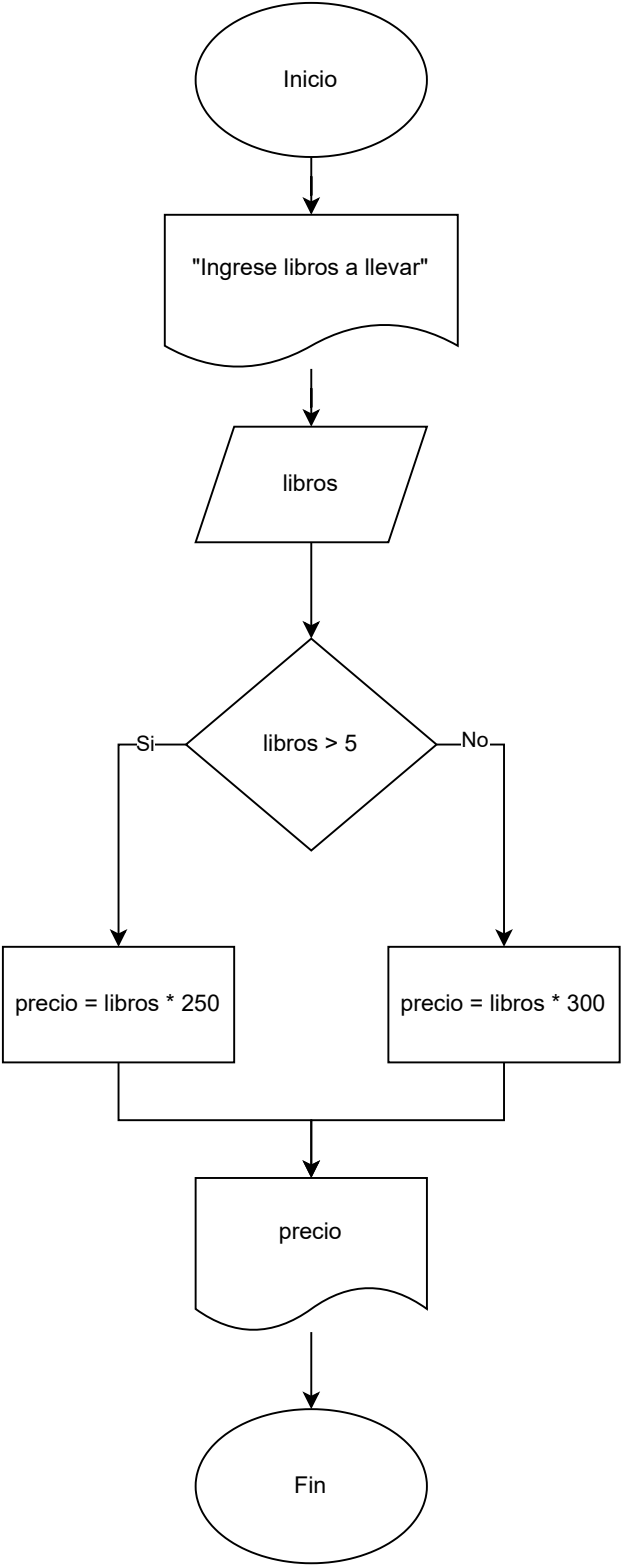 Inicio
"Ingrese libros a llevar"
libros
libros > 5
Si
No
precio = libros * 250
precio = libros * 300
precio
Fin